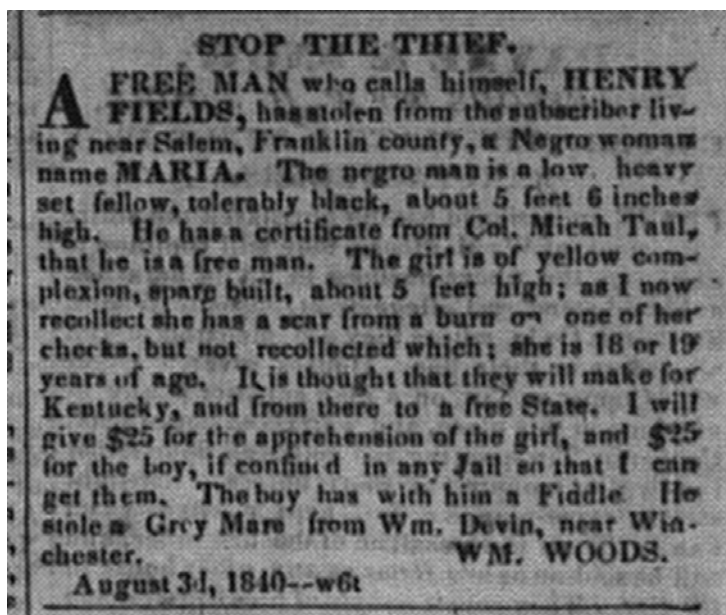 STOP THE THIEF.
A FREE MAN who calls himself, HENRY
FIELDS, has stolen from the subscriber liv-
ing near Salem, Franklin county, a Negro woman
name MARIA. The negro man is a low, heavy
set fellow, tolerably black, about 5 feet 6 inches
high. He has a certificate from Col. Micah Taul,
that he is a free man. The girl is of yellow com-
plexion, spare built, about 5 feet high; as I now
recollect she has a scar from a burn on one of her
cheeks, but not recollected which; she is 18 or 19
years of age. It is thought that they will make for
Kentucky, and from there to a free State. I will
give $25 for the apprehension of the girl, and $25
for the boy, if confined in any Jail so that I can
get them. The boy has with him a Fiddle. He
stole a Grey Mare from Wm. Devin, near Win-
chester. WM. WOODS.
August 3d, 1840--w6t